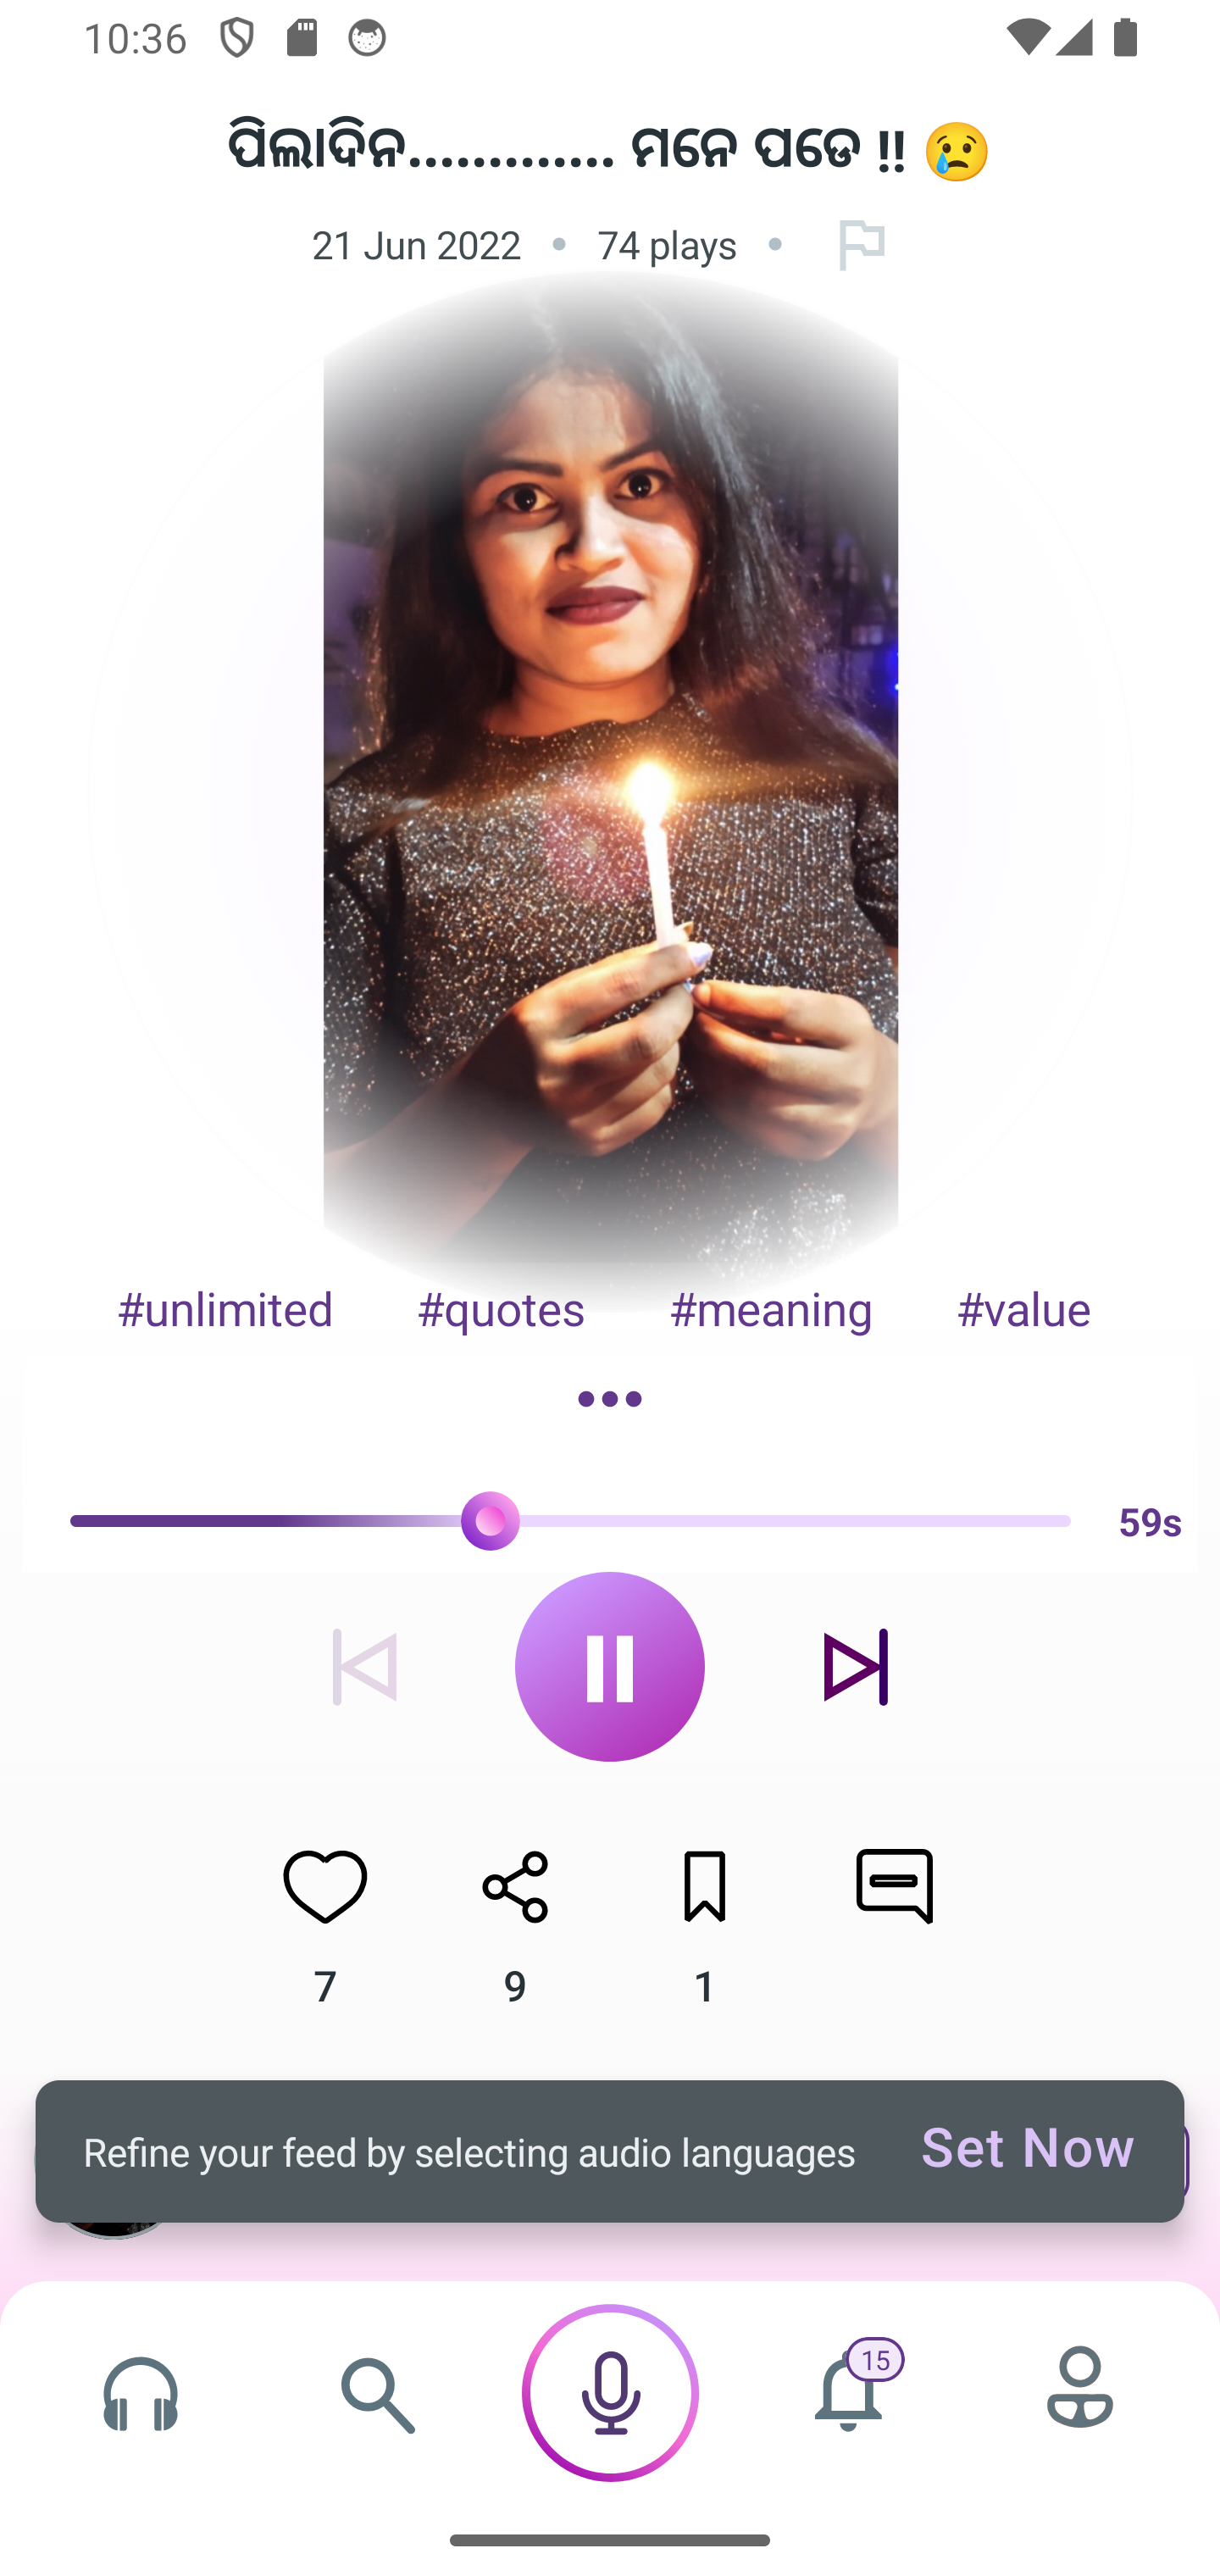 10:36
ପିଲାଦିନ............. ମନେ ପଡେ !! 😢
21 Jun 2022 • 74 plays •
#unlimited #quotes #meaning #value
59s
7 9 1
Refine your feed by selecting audio languages Set Now
15